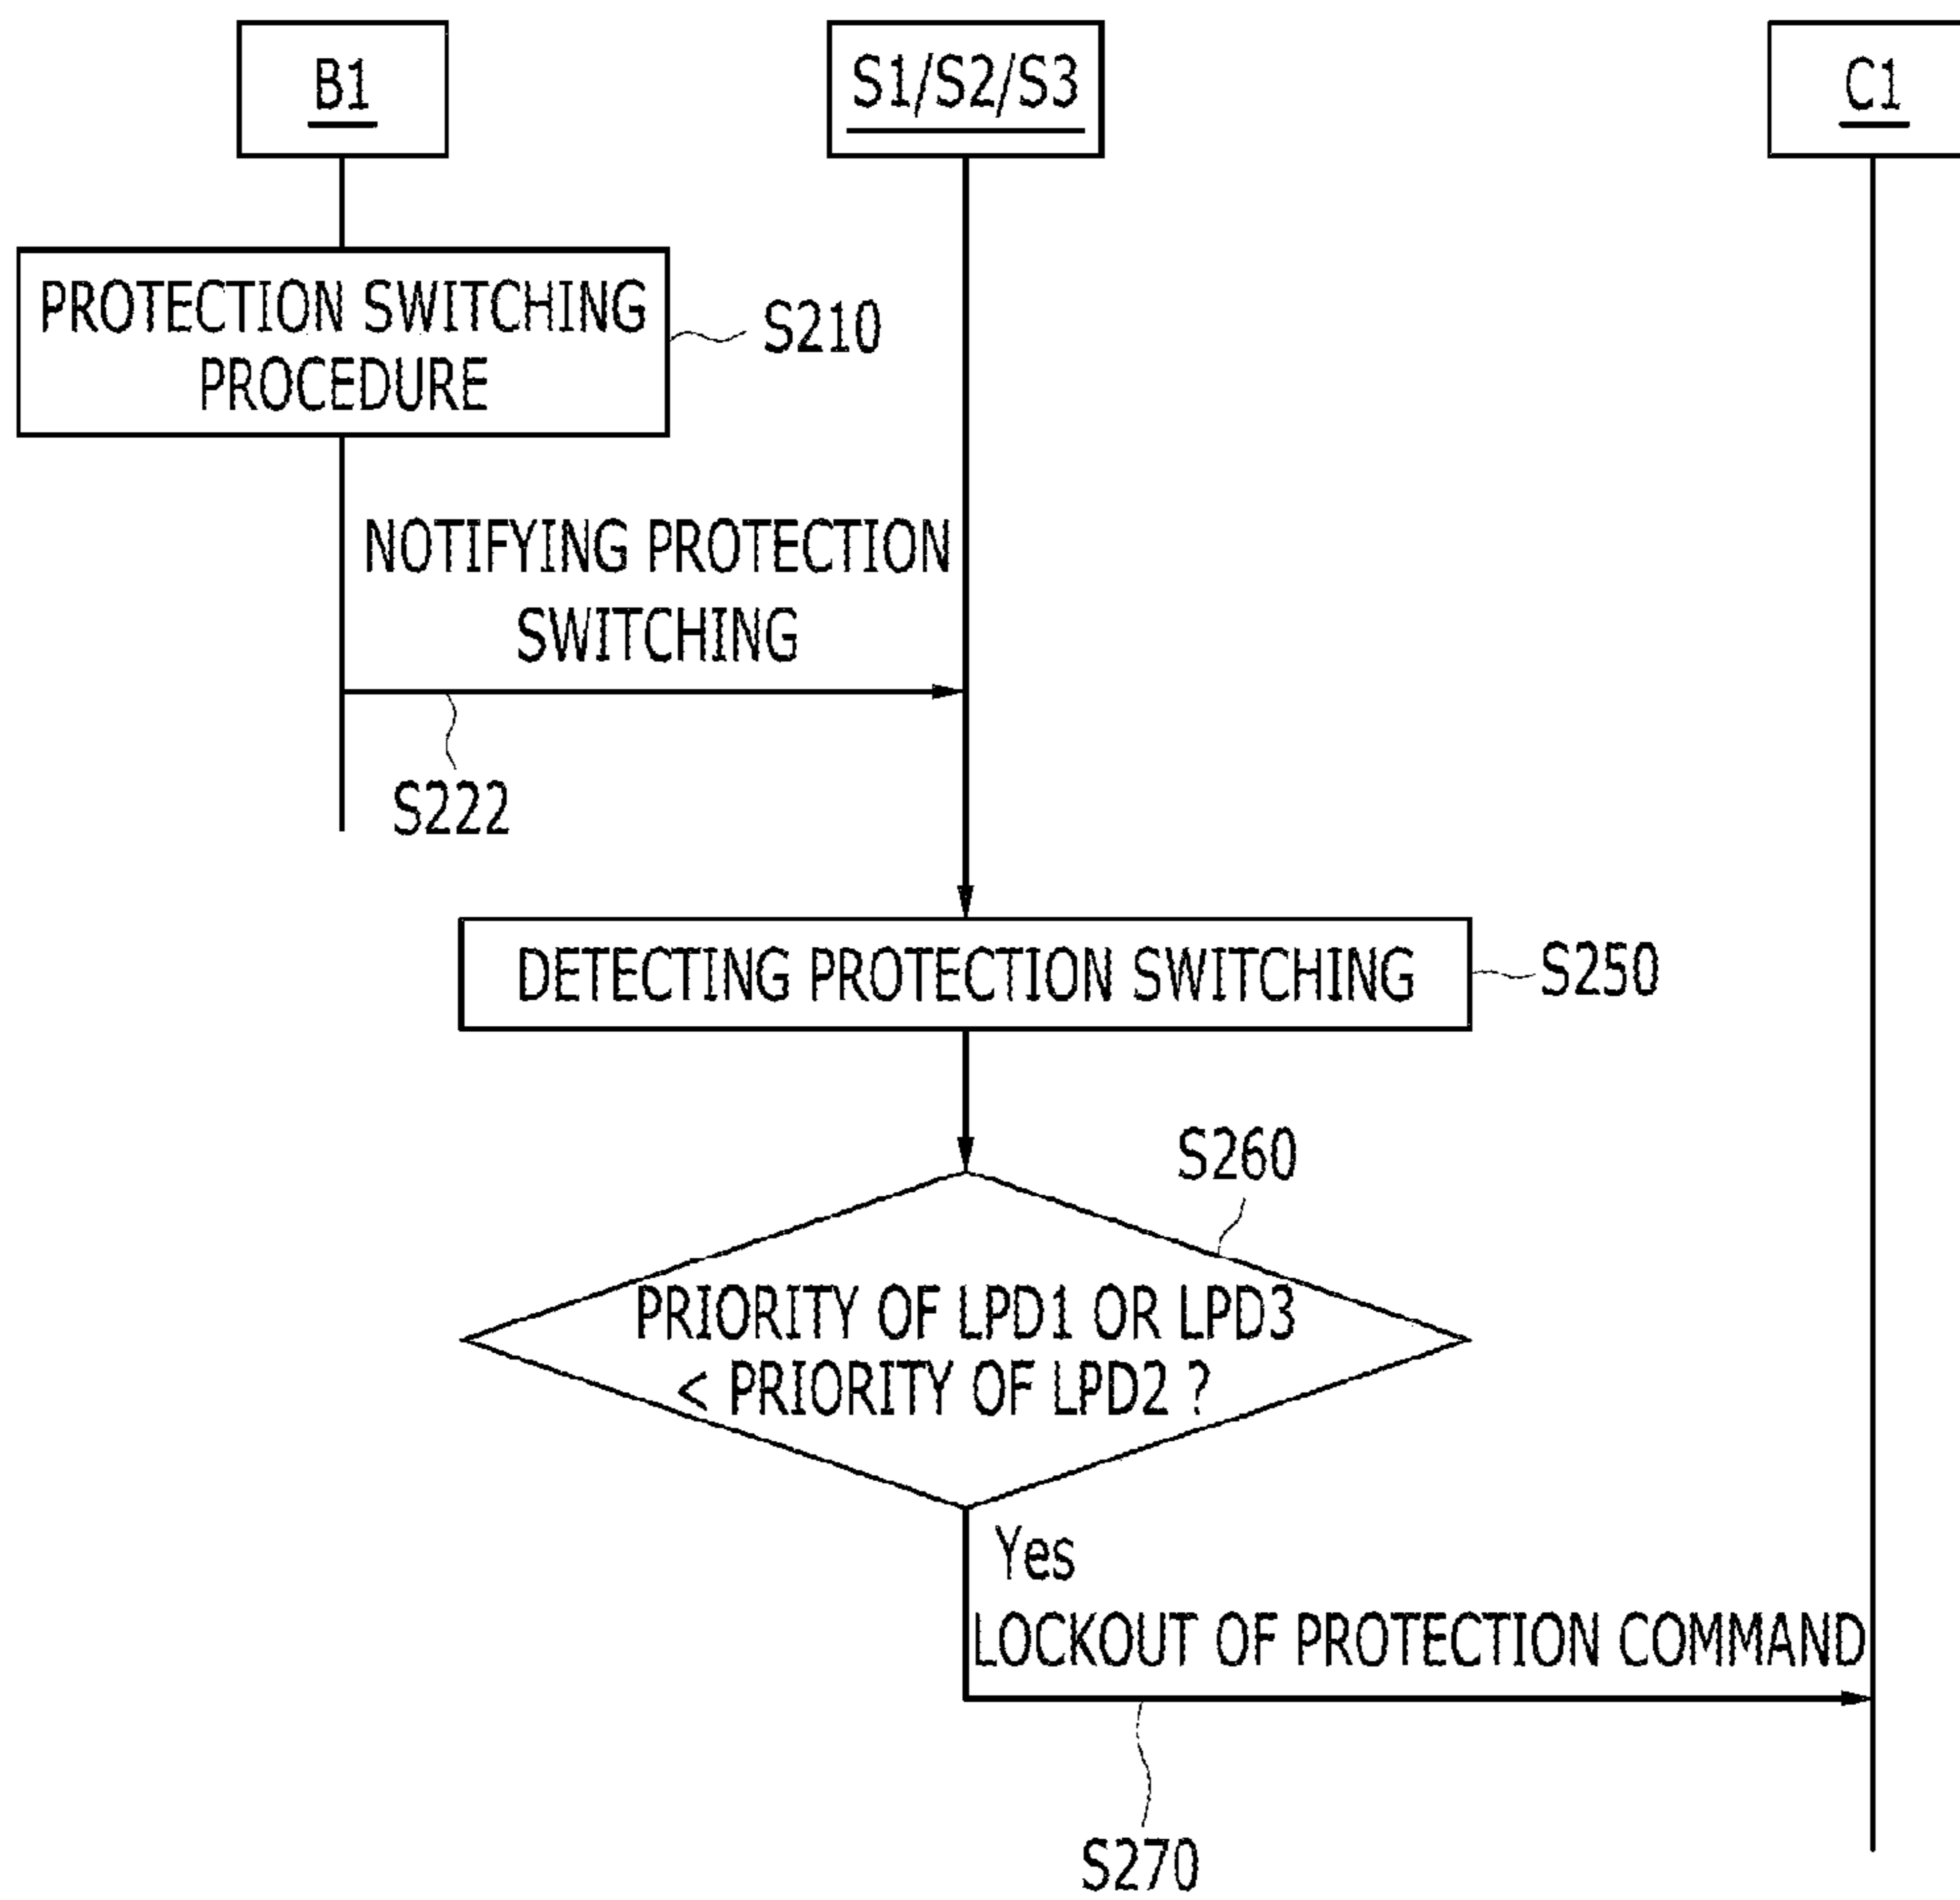 B1
S1/S2/S3
C1
PROTECTION SWITCHING
PROCEDURE
S210
NOTIFYING PROTECTION
SWITCHING
S222
DETECTING PROTECTION SWITCHING
S250
S260
PRIORITY OF LPD1 OR LPD3
< PRIORITY OF LPD2 ?
Yes
LOCKOUT OF PROTECTION COMMAND
S270